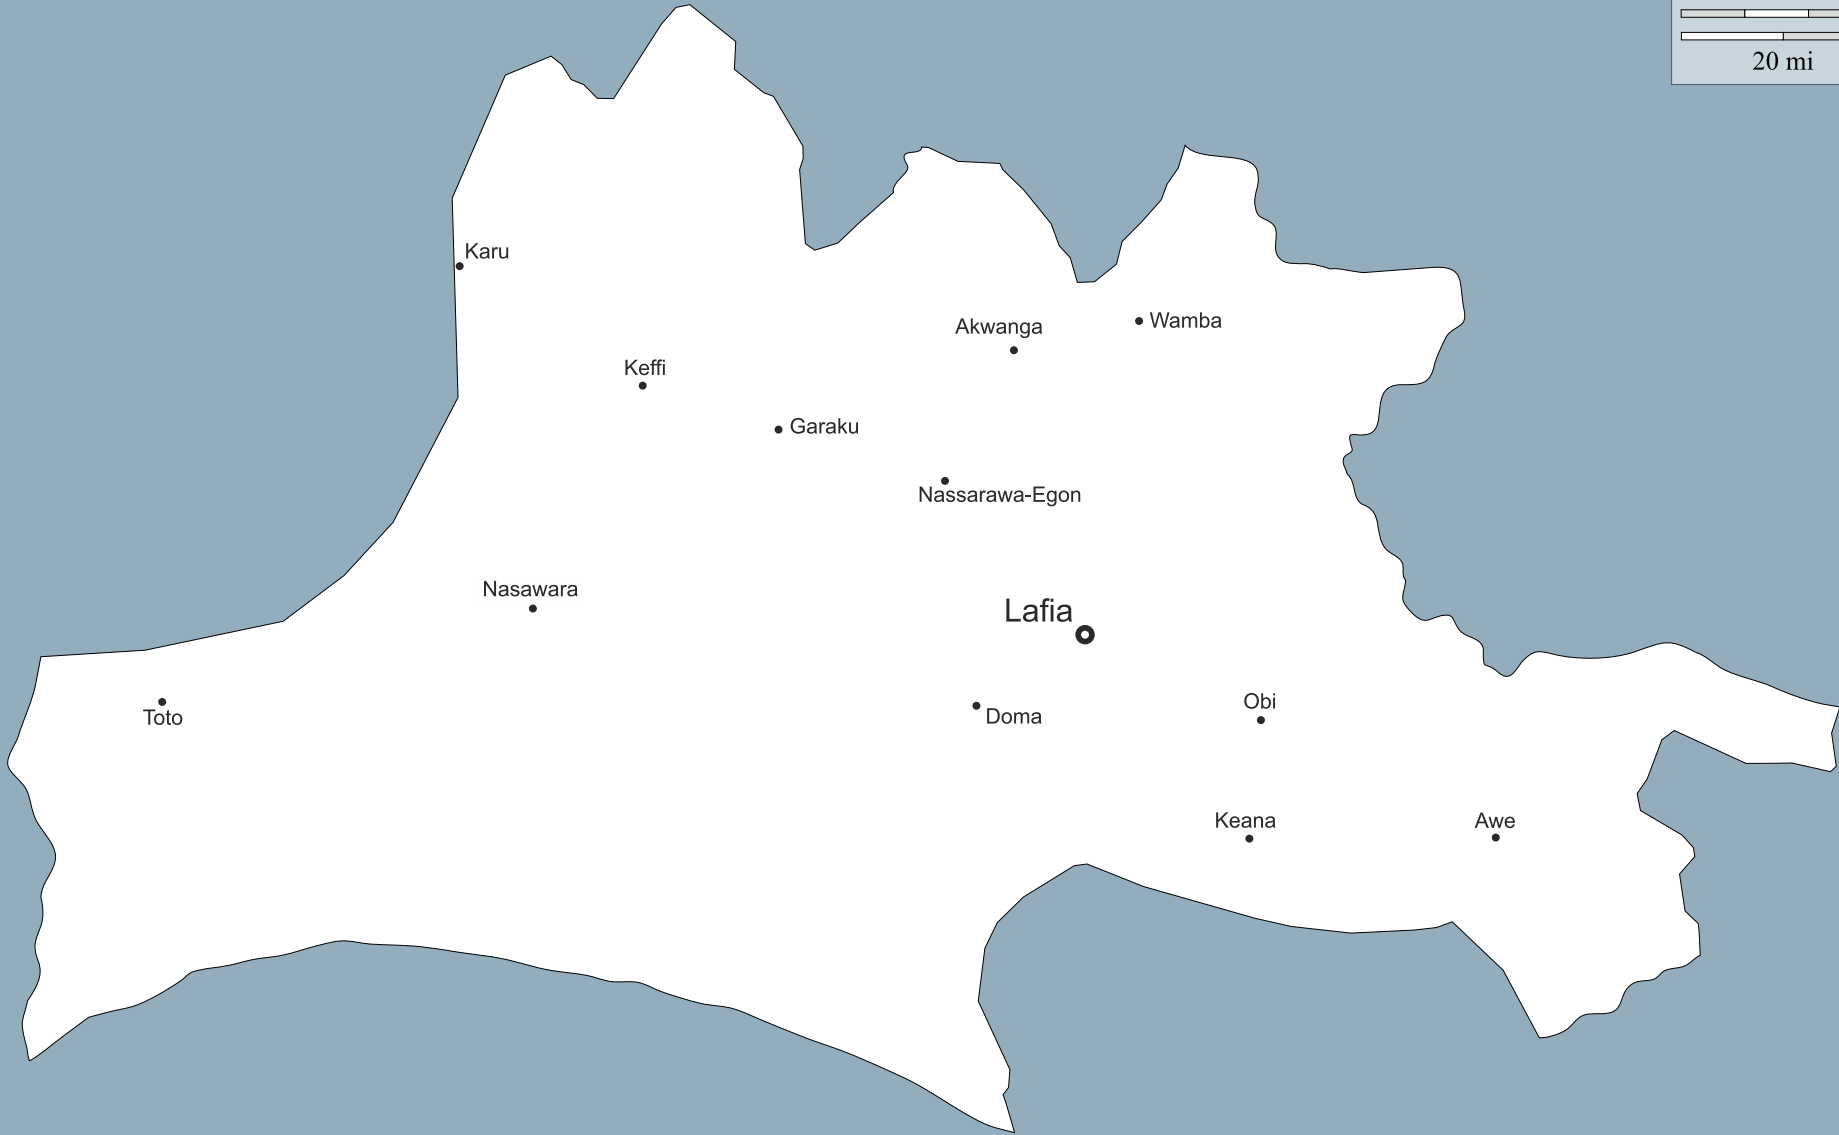 20 mi
Karu
Akwanga
Wamba
Keffi
Garaku
Nassarawa-Egon
Nasawara
Lafia
Toto
Doma
Obi
Keana
Awe